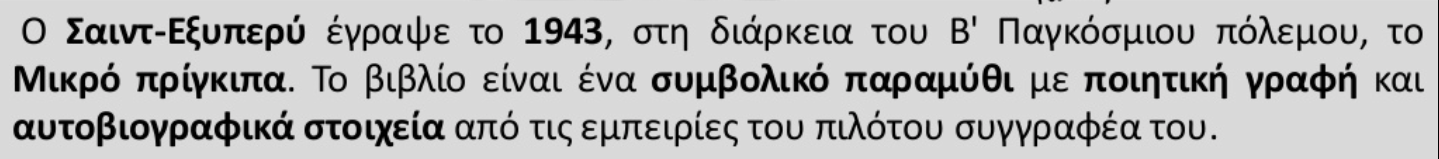 Ο Σαιντ-Εξυπερύ έγραψε το 1943, στη διάρκεια του Β' Παγκόσμιου πόλεμου, το
Μικρό πρίγκιπα. Το βιβλίο είναι ένα συμβολικό παραμύθι με ποιητική γραφή και
αυτοβιογραφικά στοιχεία από τις εμπειρίες του πιλότου συγγραφέα του.